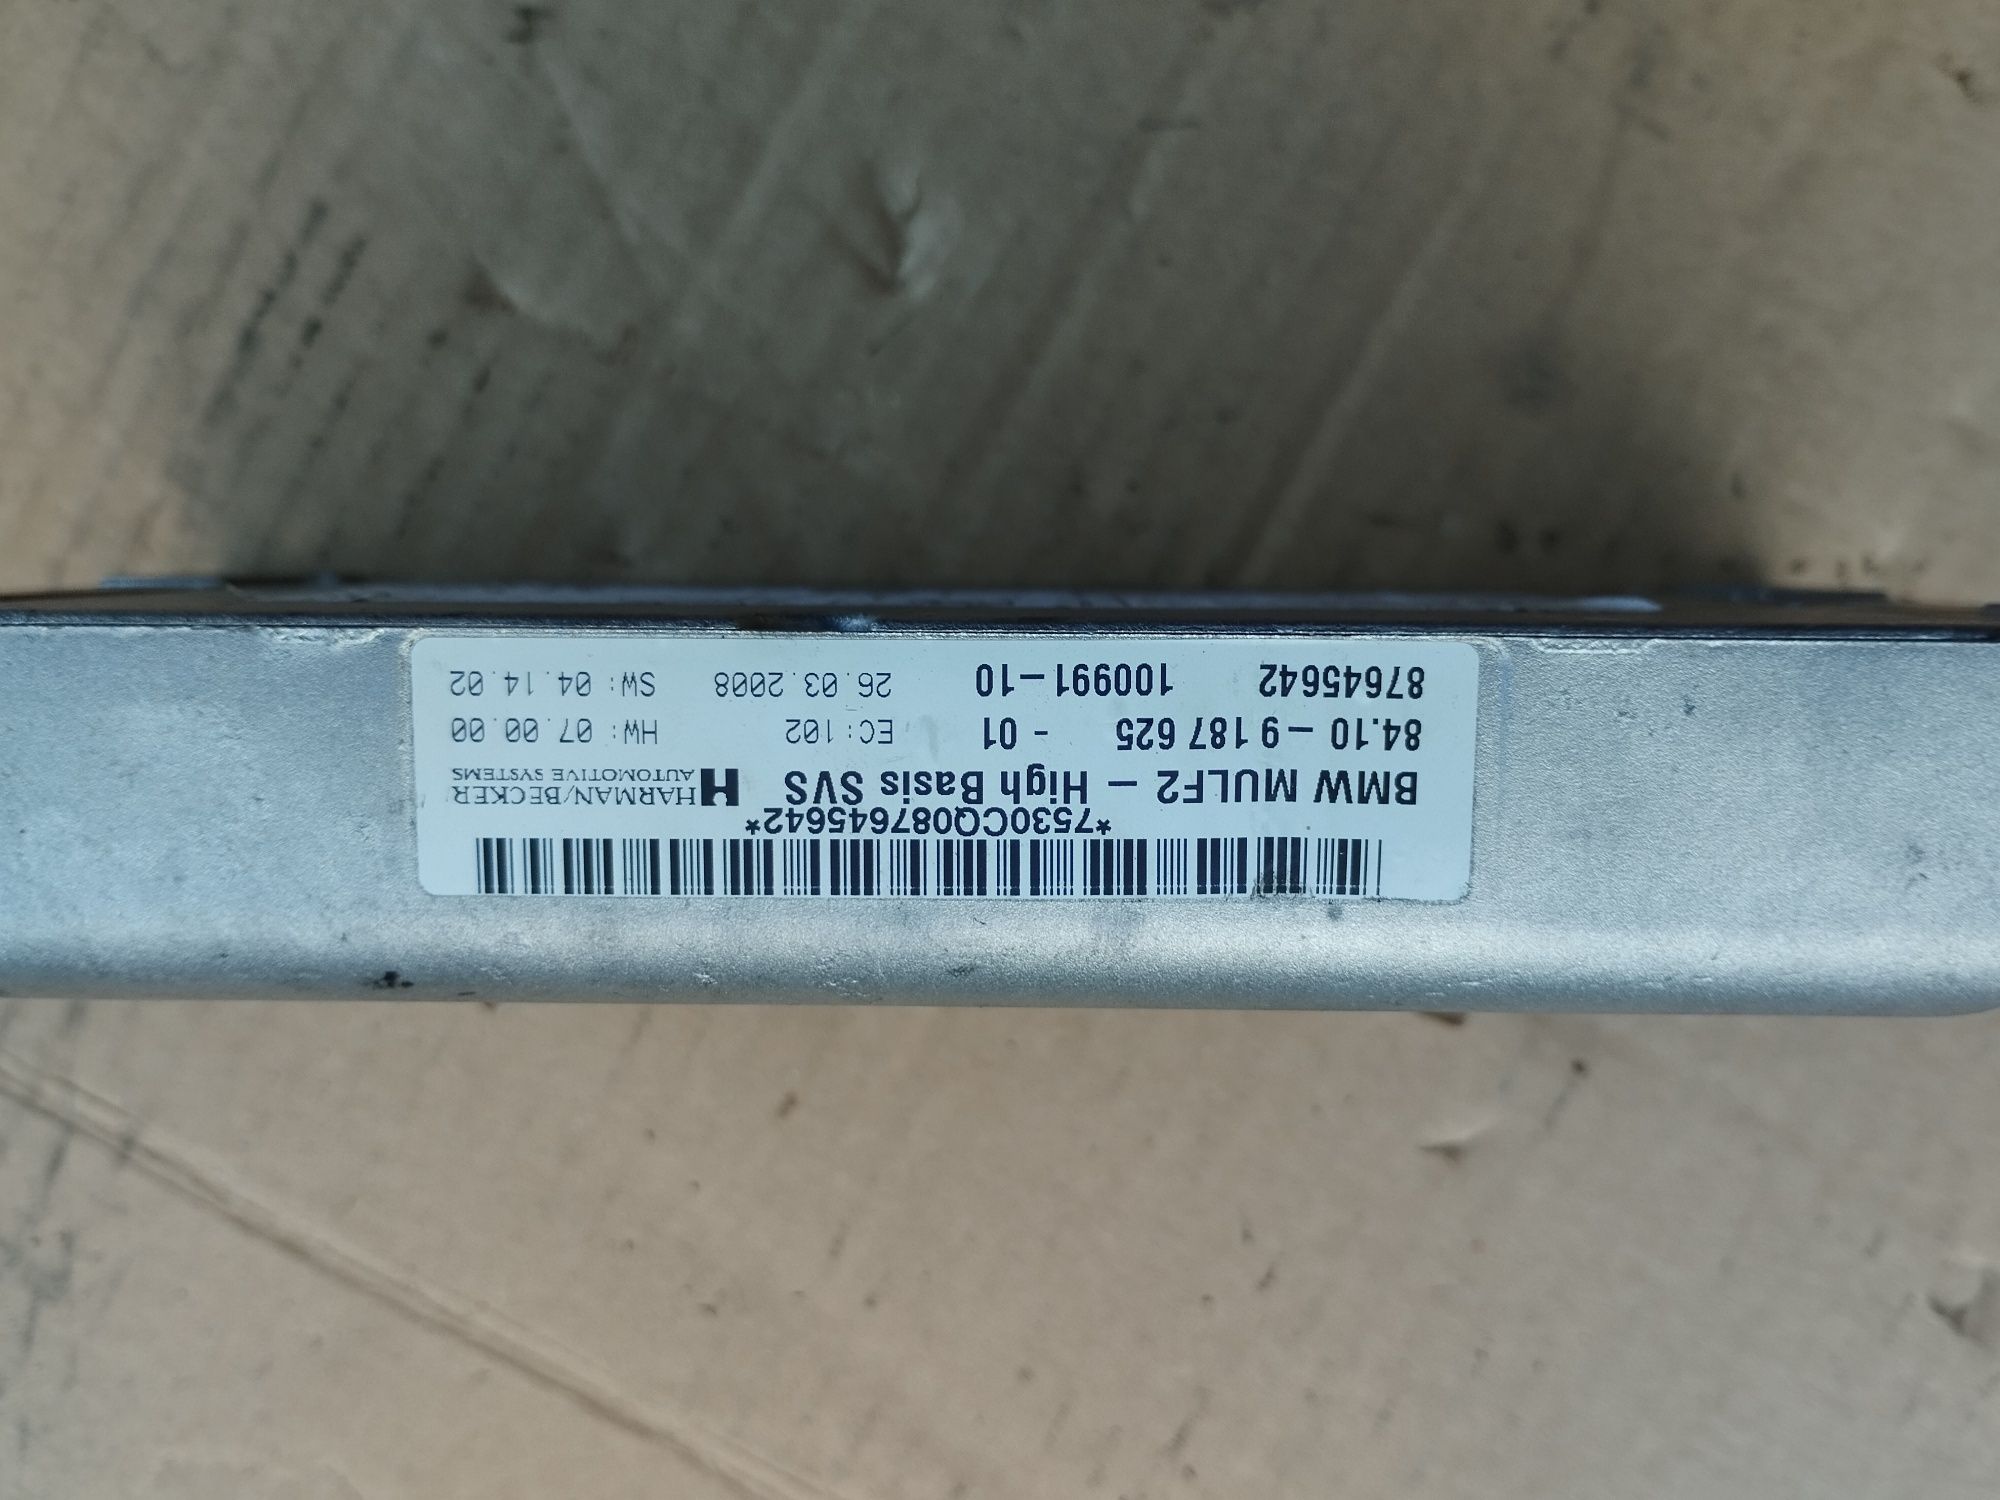 *7530CQ087645642*
BMW MULF2 – High Basis SVS
HARMAN/BECKER
AUTOMOTIVE SYSTEMS
84.10 – 9 187 625 - 01 EC:102 HW: 07.00.00
87645642 100991–10 26.03.2008 SW: 04.14.02